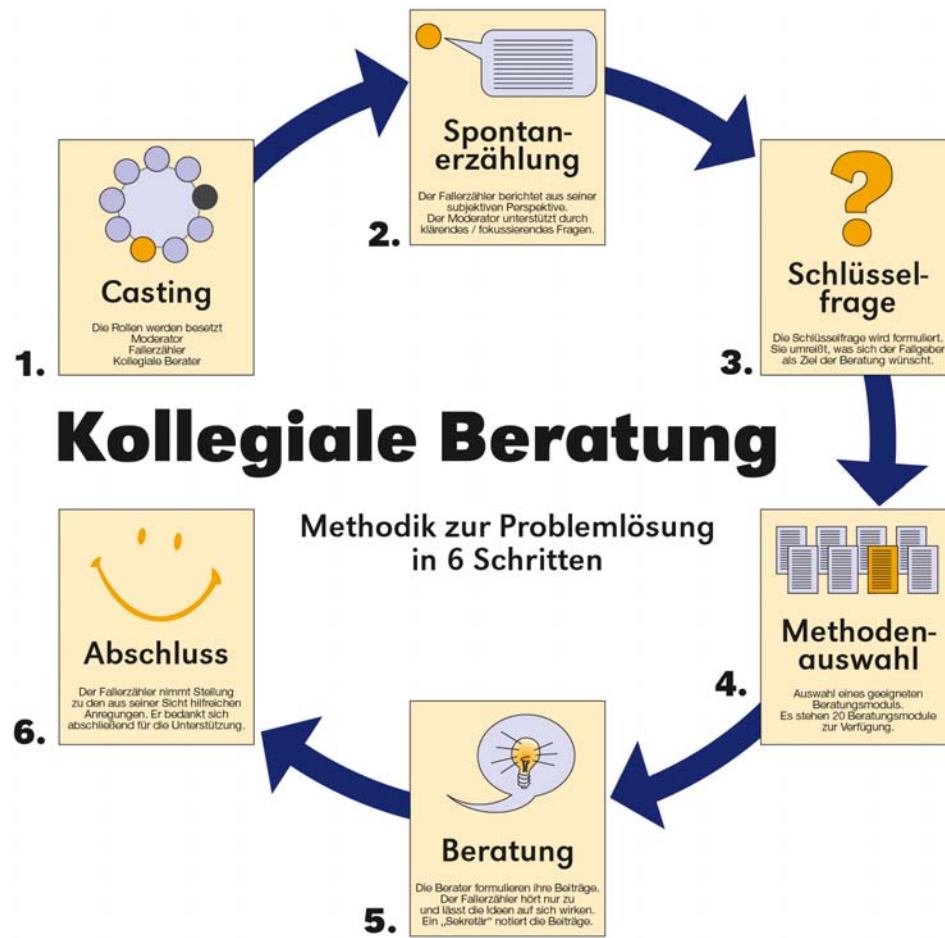 1.
Casting
Die Rollen werden besetzt
Moderator
Fallerzähler
Kollegiale Berater
2.
Spontan-
erzählung
Der Fallerzähler berichtet aus seiner
subjektiven Perspektive.
Der Moderator unterstützt durch
klärendes / fokussierendes Fragen.
3.
Schlüssel-
frage
Die Schlüsselfrage wird formuliert.
Sie umreißt, was sich der Fallgeber
als Ziel der Beratung wünscht.
Kollegiale Beratung
Methodik zur Problemlösung
in 6 Schritten
4.
Methoden-
auswahl
Auswahl eines geeigneten
Beratungsmoduls.
Es stehen 20 Beratungsmodule
zur Verfügung.
5.
Beratung
Die Berater formulieren ihre Beiträge.
Der Fallerzähler hört nur zu
und lässt die Ideen auf sich wirken.
Ein „Sekretär“ notiert die Beiträge.
6.
Abschluss
Der Fallerzähler nimmt Stellung
zu den aus seiner Sicht hilfreichen
Anregungen. Er bedankt sich
abschließend für die Unterstützung.